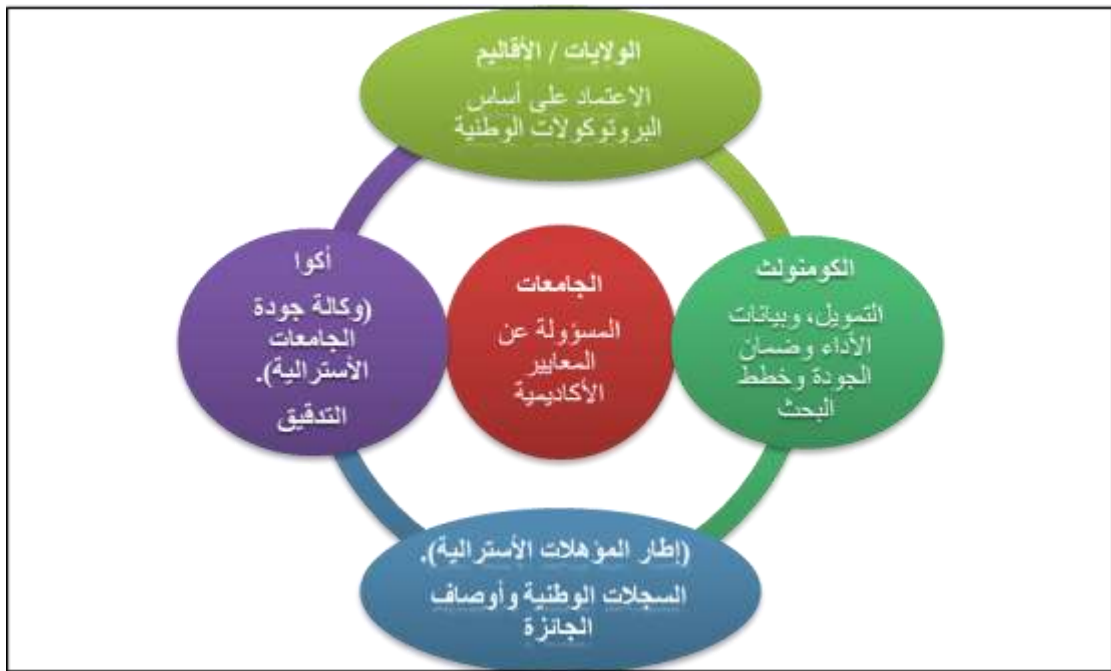 الولايات / الأقاليم
الاعتماد على أساس
البروتوكولات الوطنية
الكومنولث
التمويل، وبيانات
الأداء وضمان
الجودة وخطط
البحث
الجامعات
المسؤولة عن
المعايير
الأكاديمية
أكوا
(وكالة جودة
الجامعات
الأسترالية).
التدقيق
(إطار المؤهلات الأسترالية).
السجلات الوطنية وأوصاف
الجائزة